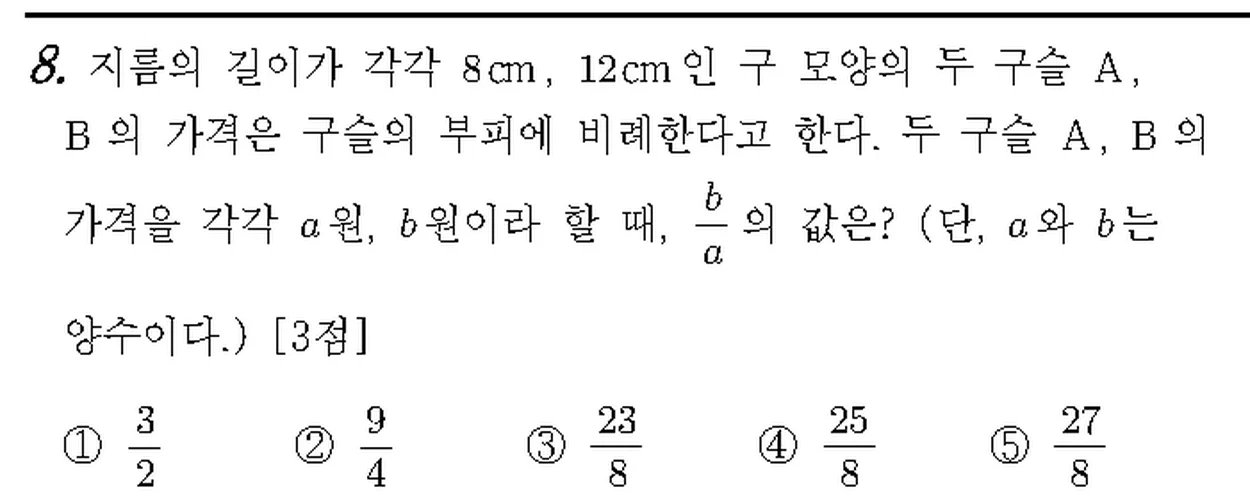 8. 지름의 길이가 각각 8cm, 12cm인 구 모양의 두 구슬 A,
B의 가격은 구슬의 부피에 비례한다고 한다. 두 구슬 A, B의
가격을 각각 a원, b원이라 할 때, b/a의 값은? (단, a와 b는
양수이다.) [3점]
① 3/2 ② 9/4 ③ 23/8 ④ 25/8 ⑤ 27/8